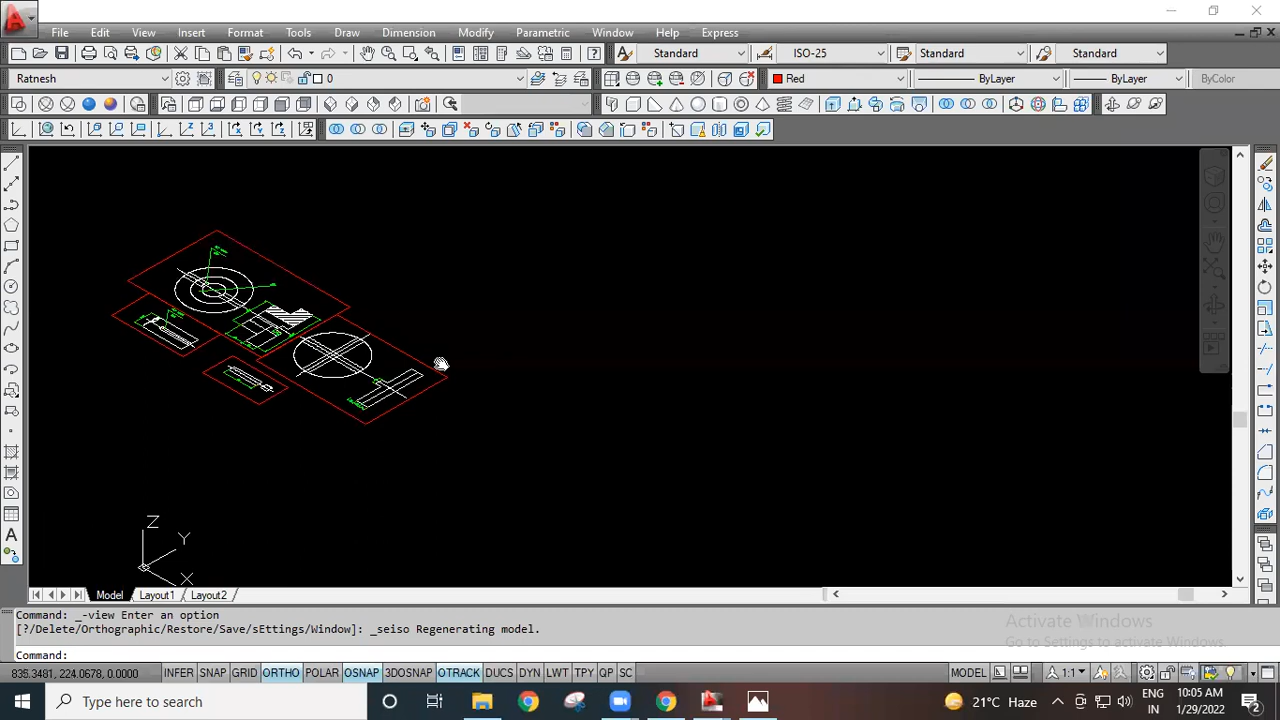 File Edit View Insert Format Tools Draw Dimension Modify Parametric Window Help Express
Standard ISO-25 Standard Standard
Ratnesh 0 Red ByLayer ByLayer ByColor
Z
Y
X
Model Layout1 Layout2
Command: _-view Enter an option
[?/Delete/Orthographic/Restore/Save/sEttings/Window]: _seiso Regenerating model.
Activate Windows
Go to Settings to activate Windows.
Command:
835.3481, 224.0678, 0.0000 INFER SNAP GRID ORTHO POLAR OSNAP 3DOSNAP OTRACK DUCS DYN LWT TPY QP SC MODEL 1:1
Type here to search
21°C Haze
ENG
IN
10:05 AM
1/29/2022
2